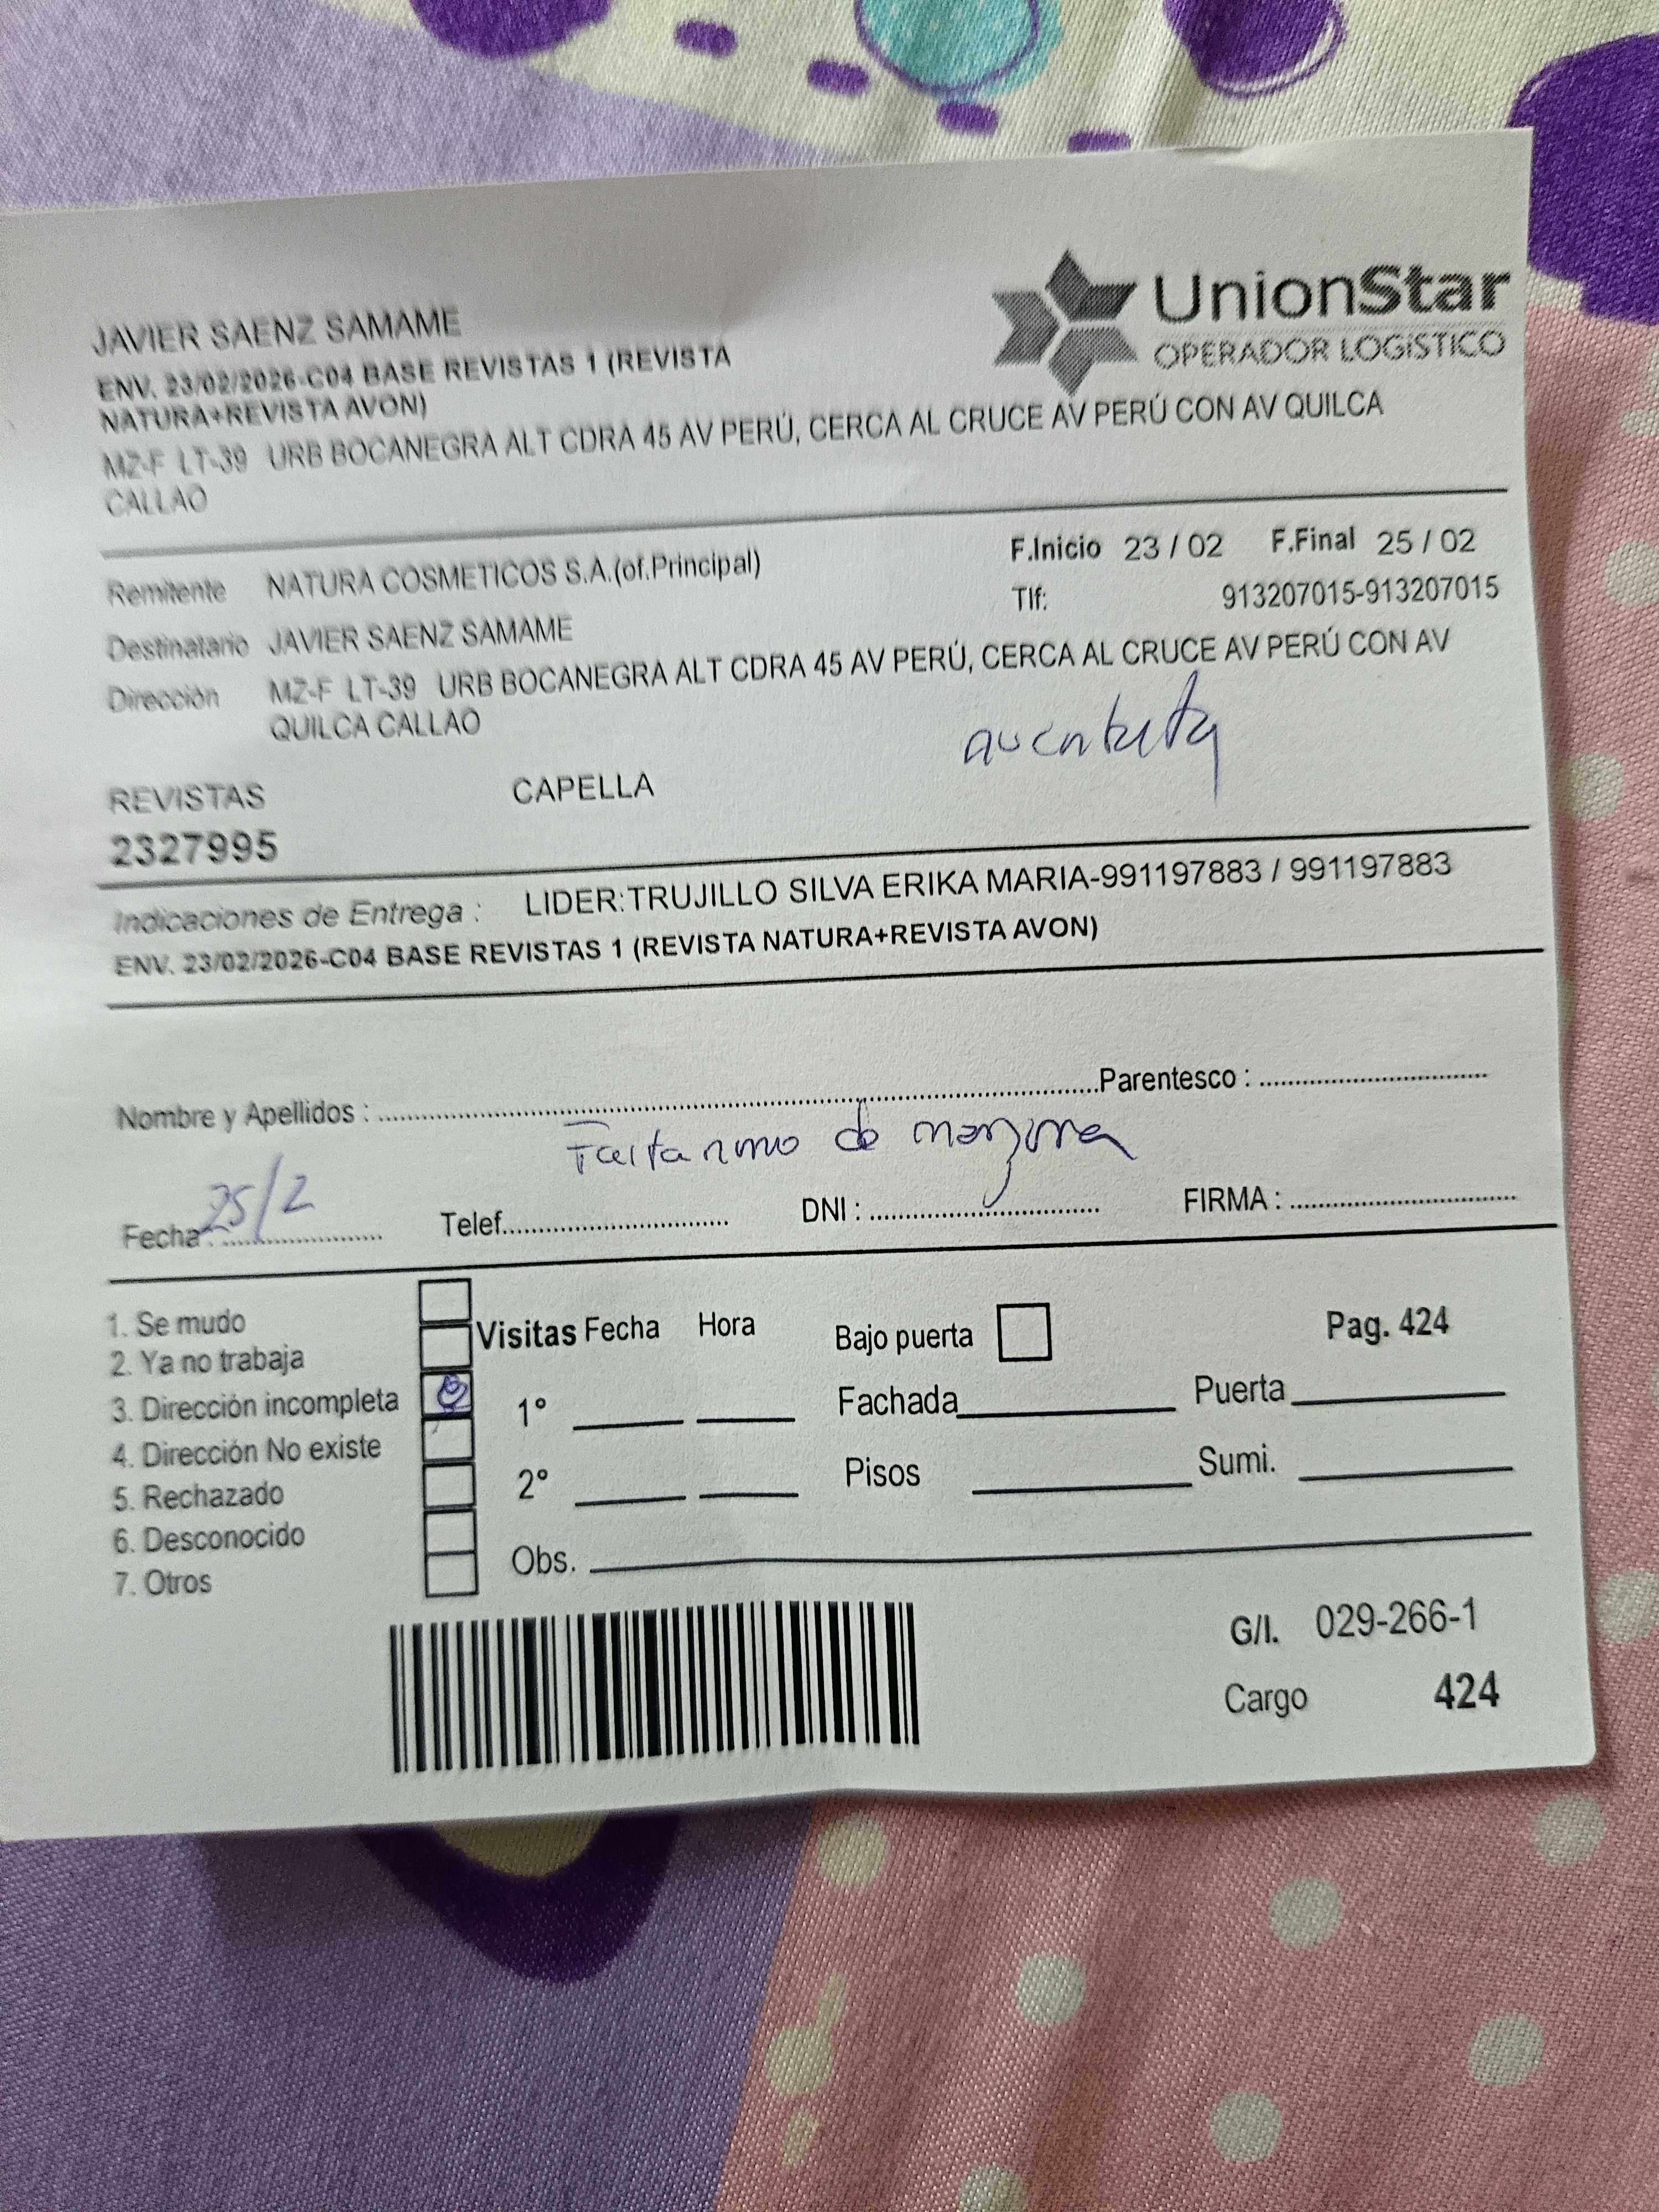 JAVIER SAENZ SAMAME
UnionStar
OPERADOR LOGÍSTICO
ENV. 23/02/2026-C04 BASE REVISTAS 1 (REVISTA
NATURA+REVISTA AVON)
MZ-F LT-39 URB BOCANEGRA ALT CDRA 45 AV PERÚ, CERCA AL CRUCE AV PERÚ CON AV QUILCA
CALLAO
Remitente NATURA COSMETICOS S.A.(of.Principal) F.Inicio 23 / 02 F.Final 25 / 02
Tlf: 913207015-913207015
Destinatario JAVIER SAENZ SAMAME
Dirección MZ-F LT-39 URB BOCANEGRA ALT CDRA 45 AV PERÚ, CERCA AL CRUCE AV PERÚ CON AV
QUILCA CALLAO
REVISTAS CAPELLA
2327995
Indicaciones de Entrega : LIDER:TRUJILLO SILVA ERIKA MARIA-991197883 / 991197883
ENV. 23/02/2026-C04 BASE REVISTAS 1 (REVISTA NATURA+REVISTA AVON)
Nombre y Apellidos : Parentesco :
de
Fecha : 25/2 Telef. DNI : FIRMA :
1. Se mudo
2. Ya no trabaja
3. Dirección incompleta
4. Dirección No existe
5. Rechazado
6. Desconocido
7. Otros
Visitas Fecha Hora Bajo puerta Pag. 424
1° Fachada Puerta
2° Pisos Sumi.
Obs.
G/I. 029-266-1
Cargo 424